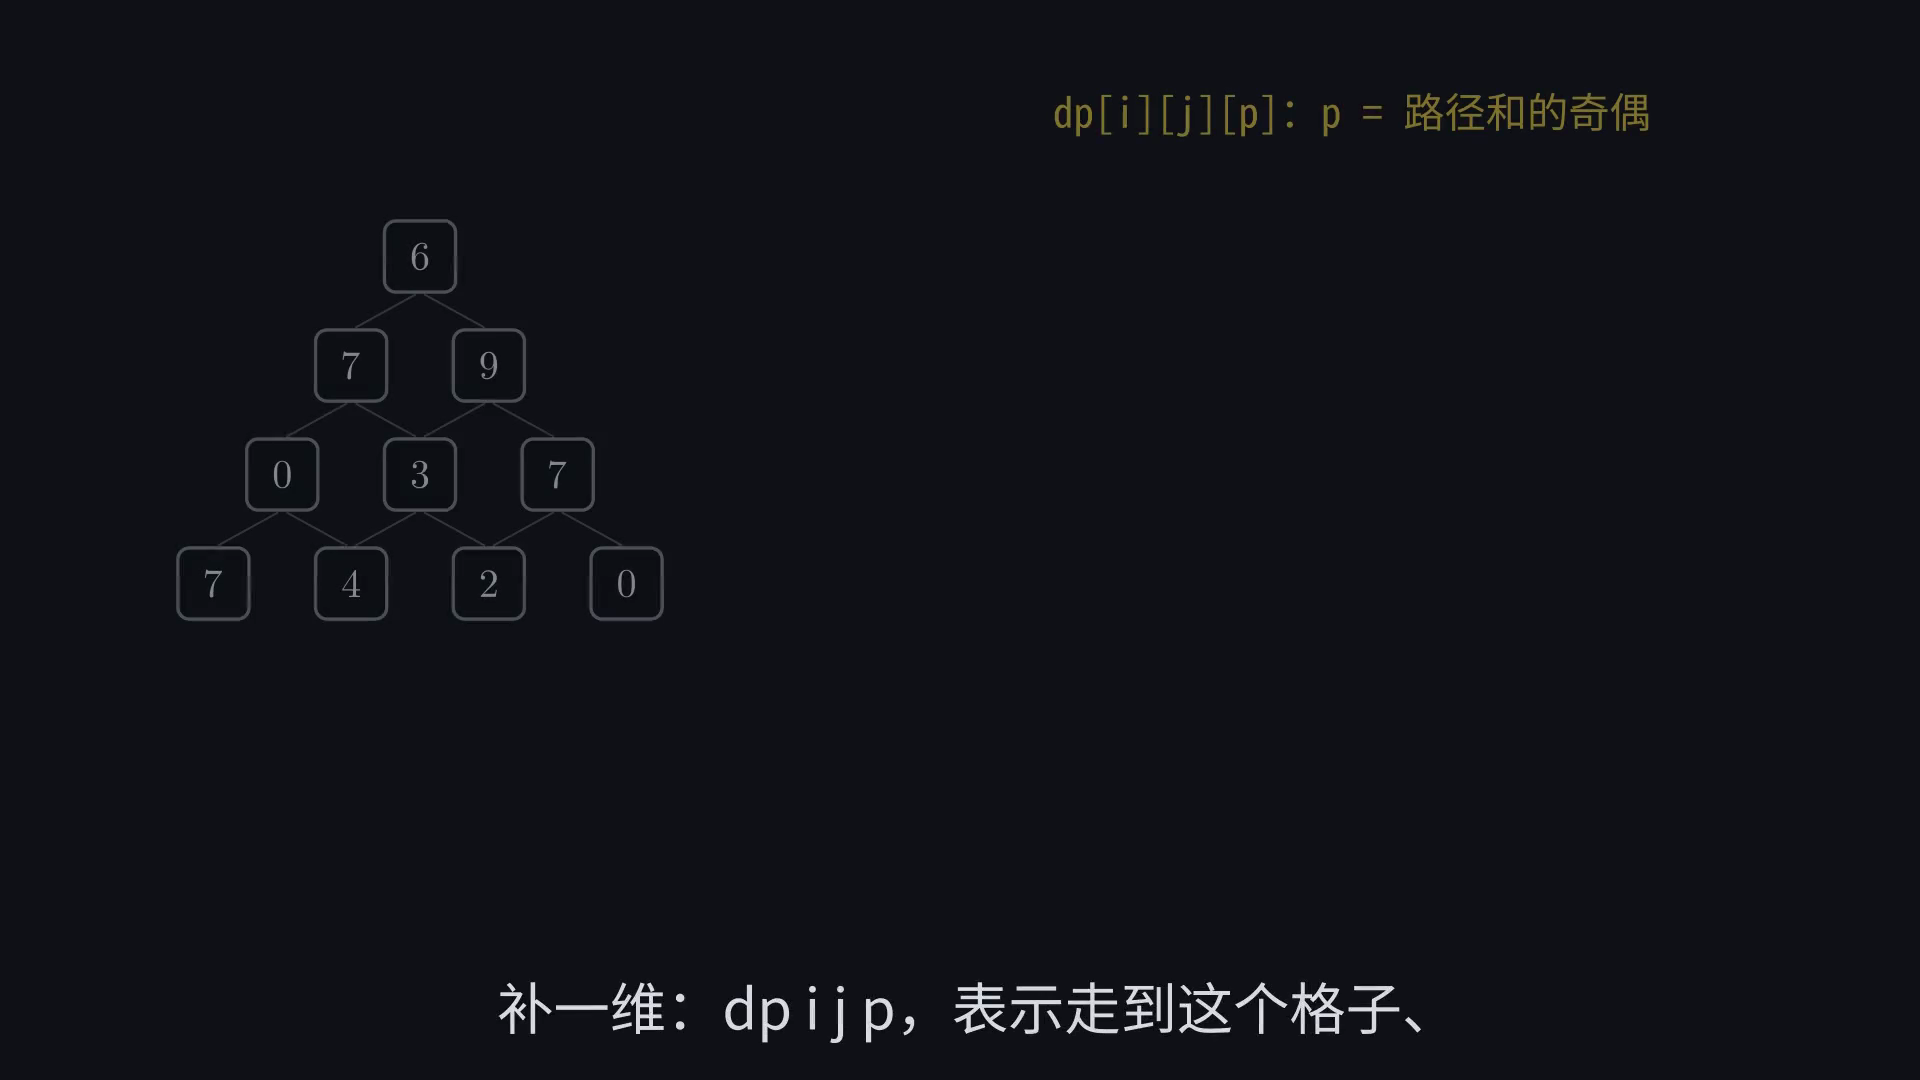 dp[i][j][p]：p = 路径和的奇偶
6
7 9
0 3 7
7 4 2 0
补一维：dp i j p，表示走到这个格子、